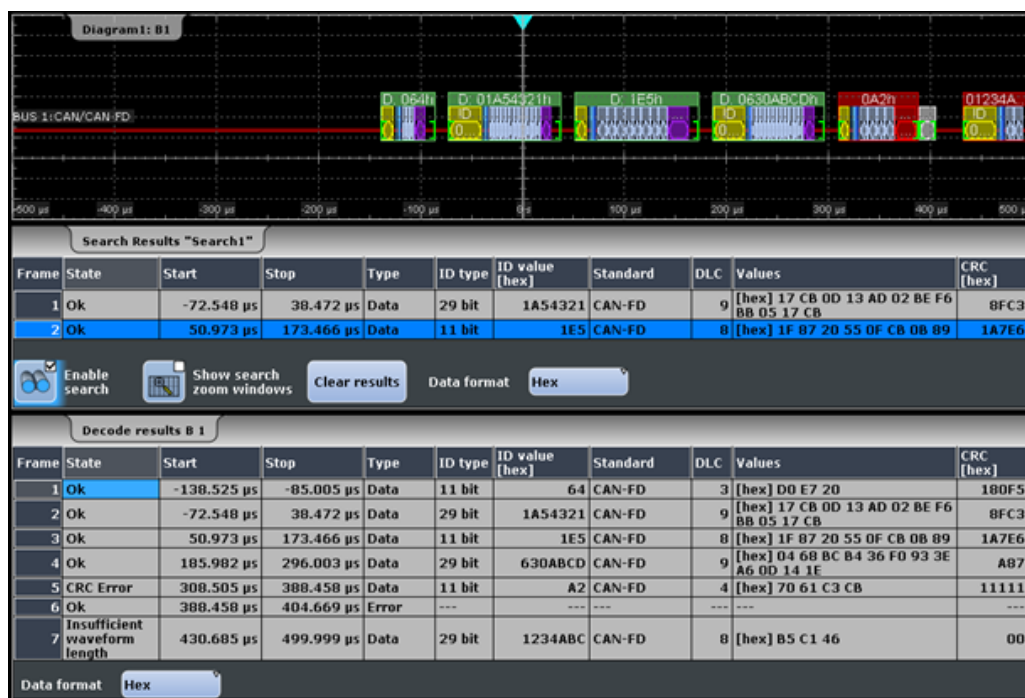 Diagram1: B1
D: 064h D: 01A54321h D: 1E5h D: 0630ABCDh 0A2h 01234A
ID ID ID
0... 0... 0...
BUS 1:CAN/CAN-FD
-500 µs -400 µs -300 µs -200 µs -100 µs 0 s 100 µs 200 µs 300 µs 400 µs 500
Search Results "Search1"
Frame State Start Stop Type ID type ID value [hex] Standard DLC Values CRC [hex]
1 Ok -72.548 µs 38.472 µs Data 29 bit 1A54321 CAN-FD 9 [hex] 17 CB 0D 13 AD 02 BE F6
BB 05 17 CB 8FC3
2 Ok 50.973 µs 173.466 µs Data 11 bit 1E5 CAN-FD 8 [hex] 1F 87 20 55 0F CB 0B 89 1A7E6
Enable search Show search zoom windows Clear results Data format Hex
Decode results B 1
Frame State Start Stop Type ID type ID value [hex] Standard DLC Values CRC [hex]
1 Ok -138.525 µs -85.005 µs Data 11 bit 64 CAN-FD 3 [hex] D0 E7 20 180F5
2 Ok -72.548 µs 38.472 µs Data 29 bit 1A54321 CAN-FD 9 [hex] 17 CB 0D 13 AD 02 BE F6
BB 05 17 CB 8FC3
3 Ok 50.973 µs 173.466 µs Data 11 bit 1E5 CAN-FD 8 [hex] 1F 87 20 55 0F CB 0B 89 1A7E6
4 Ok 185.982 µs 296.003 µs Data 29 bit 630ABCD CAN-FD 9 [hex] 04 68 BC B4 36 F0 93 3E
A6 0D 14 1E A87
5 CRC Error 308.505 µs 388.458 µs Data 11 bit A2 CAN-FD 4 [hex] 70 61 C3 CB 11111
6 Ok 388.458 µs 404.669 µs Error --- --- --- --- --- ---
7 Insufficient waveform length 430.685 µs 499.999 µs Data 29 bit 1234ABC CAN-FD 8 [hex] B5 C1 46 00
Data format Hex